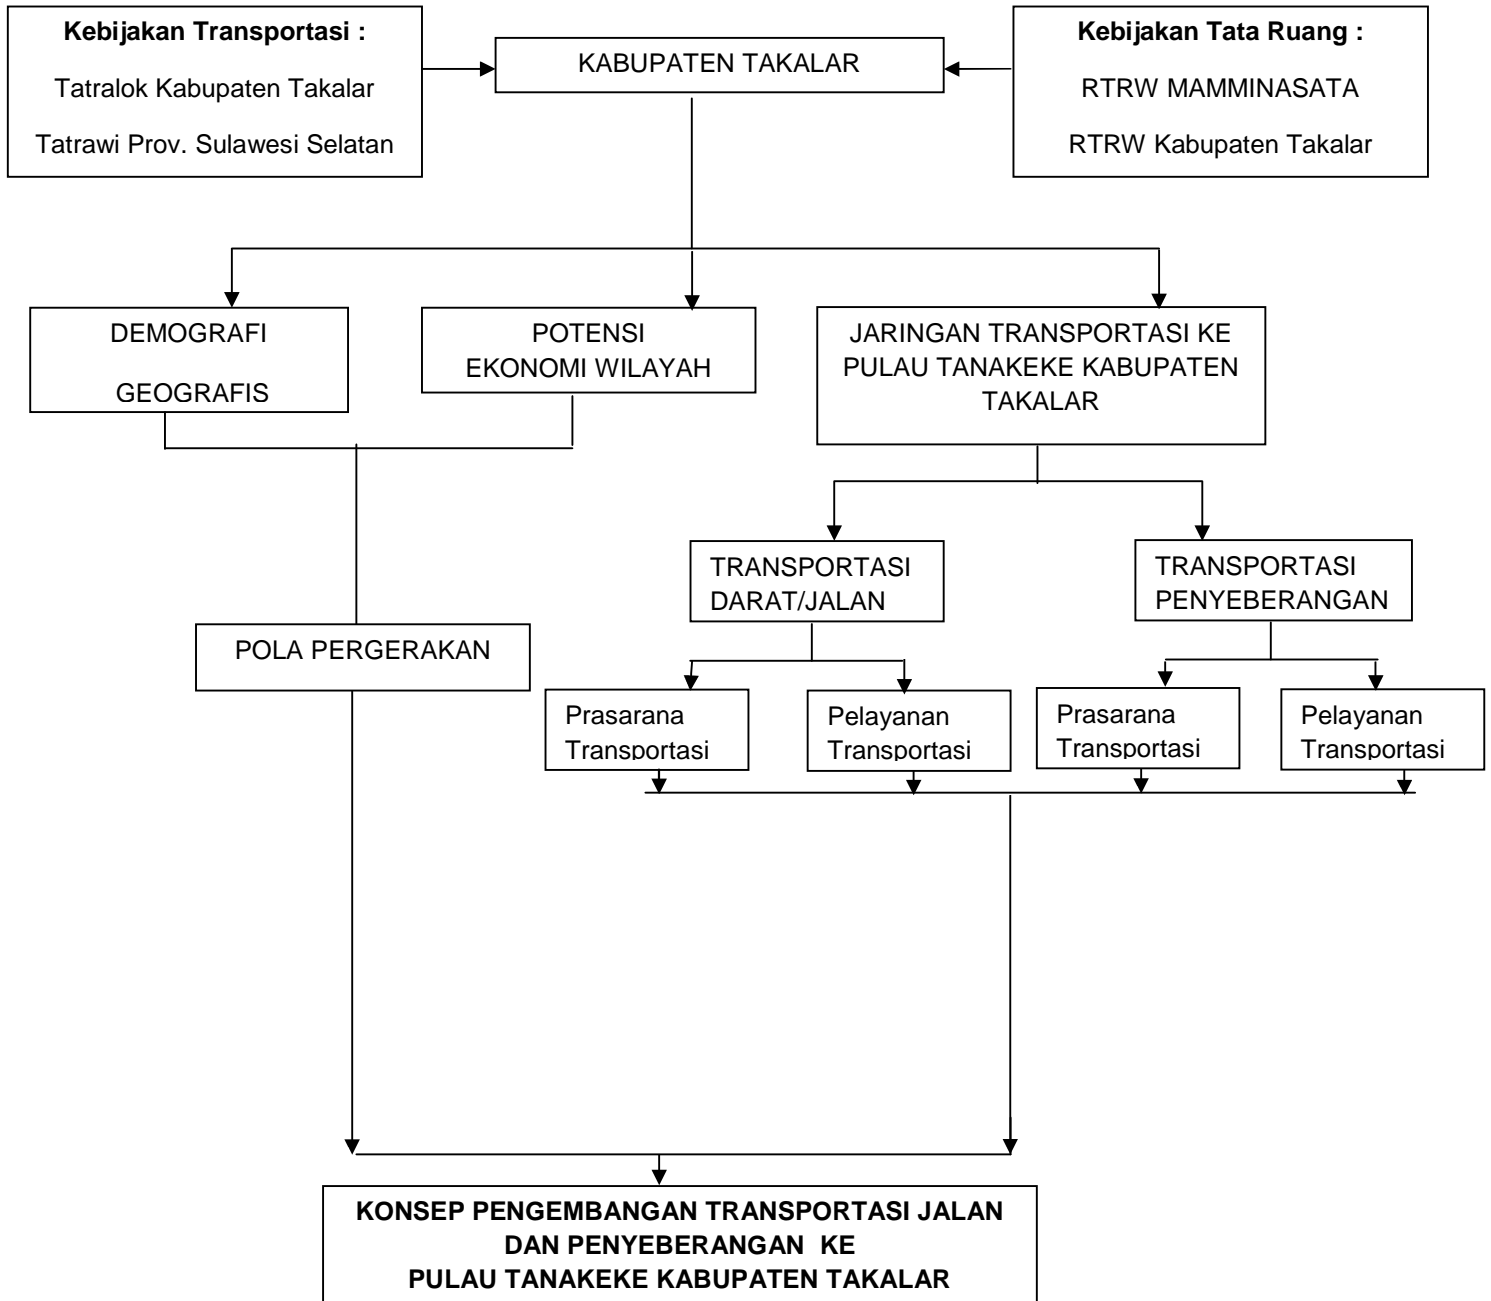 Kebijakan Transportasi :
Tatralok Kabupaten Takalar
Tatrawi Prov. Sulawesi Selatan
KABUPATEN TAKALAR
Kebijakan Tata Ruang :
RTRW MAMMINASATA
RTRW Kabupaten Takalar
DEMOGRAFI
GEOGRAFIS
POTENSI
EKONOMI WILAYAH
JARINGAN TRANSPORTASI KE
PULAU TANAKEKE KABUPATEN
TAKALAR
TRANSPORTASI
DARAT/JALAN
TRANSPORTASI
PENYEBERANGAN
POLA PERGERAKAN
Prasarana
Transportasi
Pelayanan
Transportasi
Prasarana
Transportasi
Pelayanan
Transportasi
KONSEP PENGEMBANGAN TRANSPORTASI JALAN
DAN PENYEBERANGAN KE
PULAU TANAKEKE KABUPATEN TAKALAR